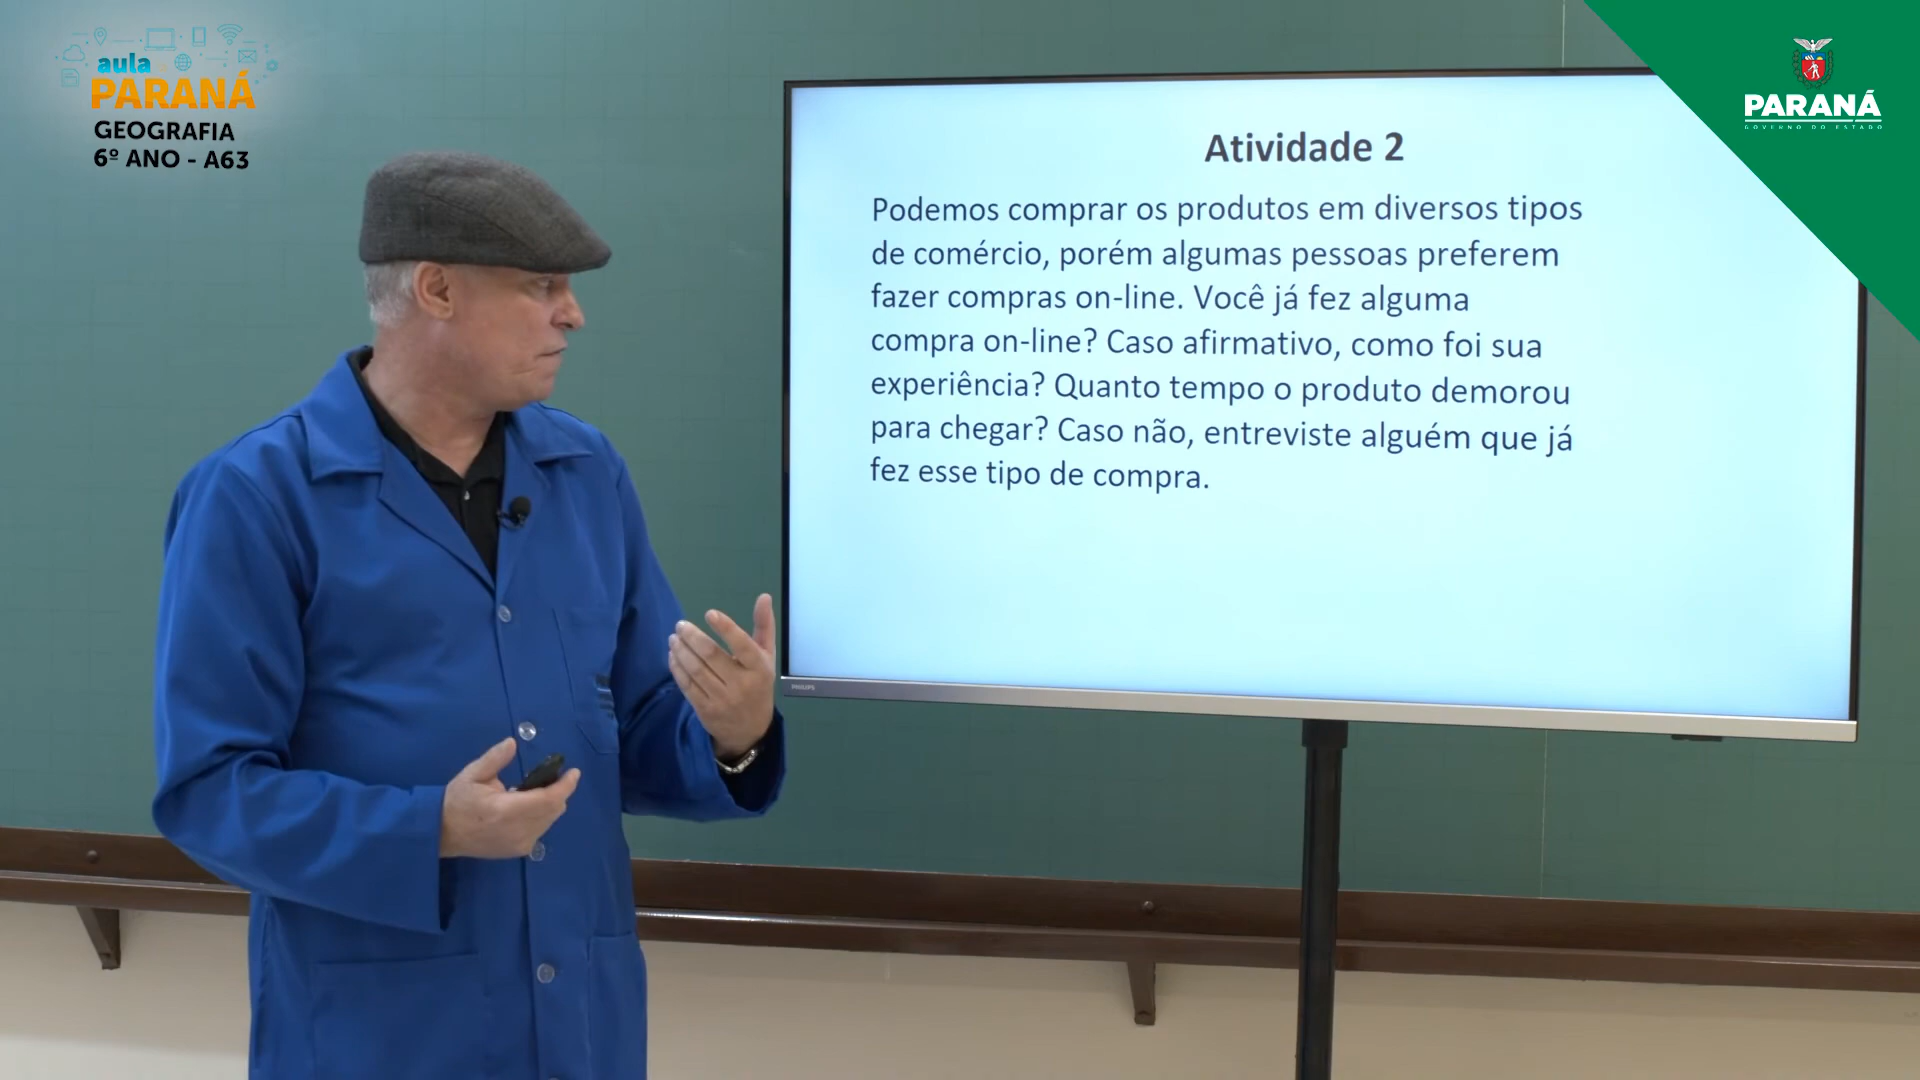 aula
PARANÁ
GEOGRAFIA
6º ANO - A63
PARANÁ
GOVERNO DO ESTADO
Atividade 2
Podemos comprar os produtos em diversos tipos
de comércio, porém algumas pessoas preferem
fazer compras on-line. Você já fez alguma
compra on-line? Caso afirmativo, como foi sua
experiência? Quanto tempo o produto demorou
para chegar? Caso não, entreviste alguém que já
fez esse tipo de compra.
PHILIPS